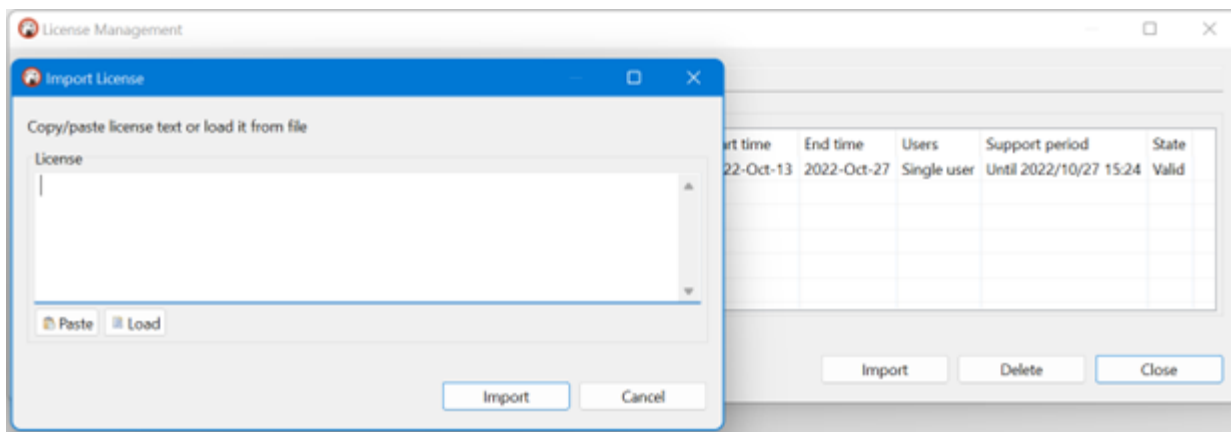 License Management
Import License
Copy/paste license text or load it from file
License
Paste Load
Import Cancel
time End time Users Support period State
22-Oct-13 2022-Oct-27 Single user Until 2022/10/27 15:24 Valid
Import Delete Close